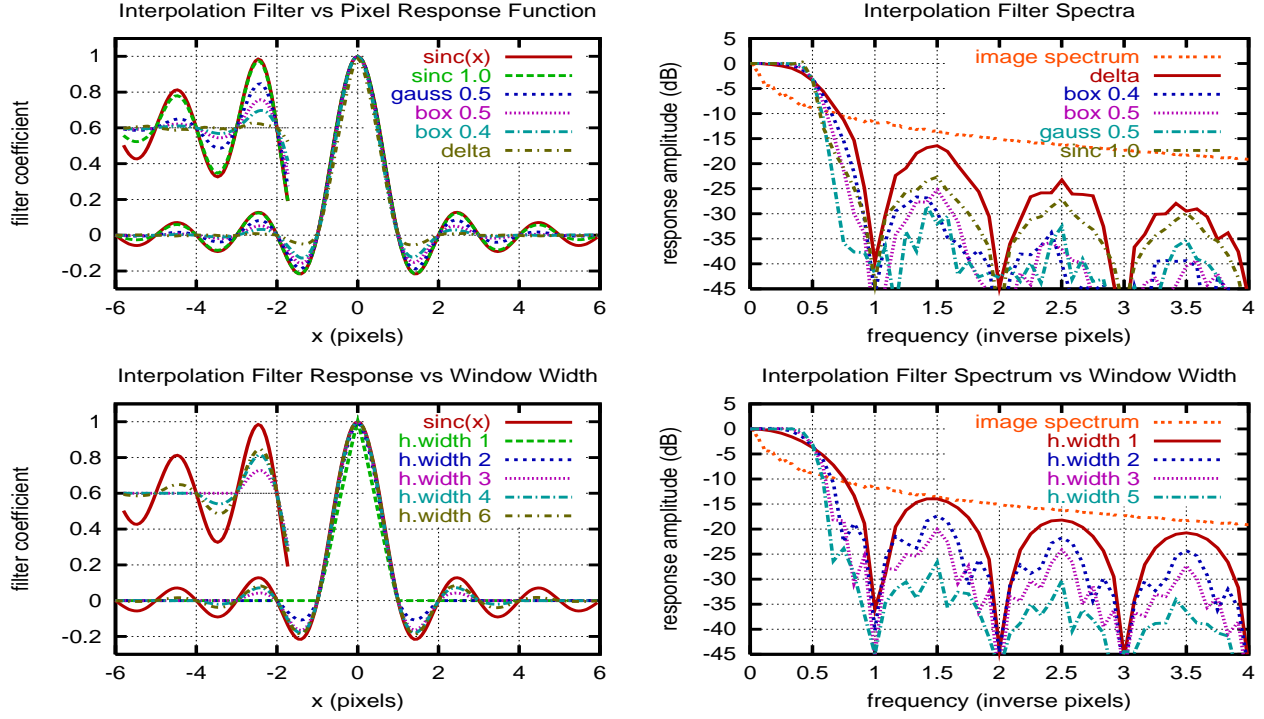 Interpolation Filter vs Pixel Response Function
filter coefficient
1
0.8
0.6
0.4
0.2
0
-0.2
sinc(x)
sinc 1.0
gauss 0.5
box 0.5
box 0.4
delta
-6 -4 -2 0 2 4 6
x (pixels)
Interpolation Filter Spectra
response amplitude (dB)
5
0
-5
-10
-15
-20
-25
-30
-35
-40
-45
image spectrum
delta
box 0.4
box 0.5
gauss 0.5
sinc 1.0
0 0.5 1 1.5 2 2.5 3 3.5 4
frequency (inverse pixels)
Interpolation Filter Response vs Window Width
filter coefficient
1
0.8
0.6
0.4
0.2
0
-0.2
sinc(x)
h.width 1
h.width 2
h.width 3
h.width 4
h.width 6
-6 -4 -2 0 2 4 6
x (pixels)
Interpolation Filter Spectrum vs Window Width
response amplitude (dB)
5
0
-5
-10
-15
-20
-25
-30
-35
-40
-45
image spectrum
h.width 1
h.width 2
h.width 3
h.width 5
0 0.5 1 1.5 2 2.5 3 3.5 4
frequency (inverse pixels)